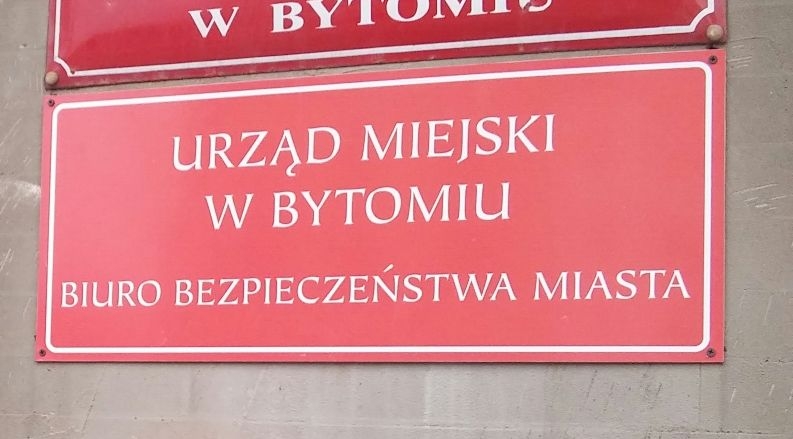 W BYTOMIU
URZĄD MIEJSKI
W BYTOMIU
BIURO BEZPIECZEŃSTWA MIASTA